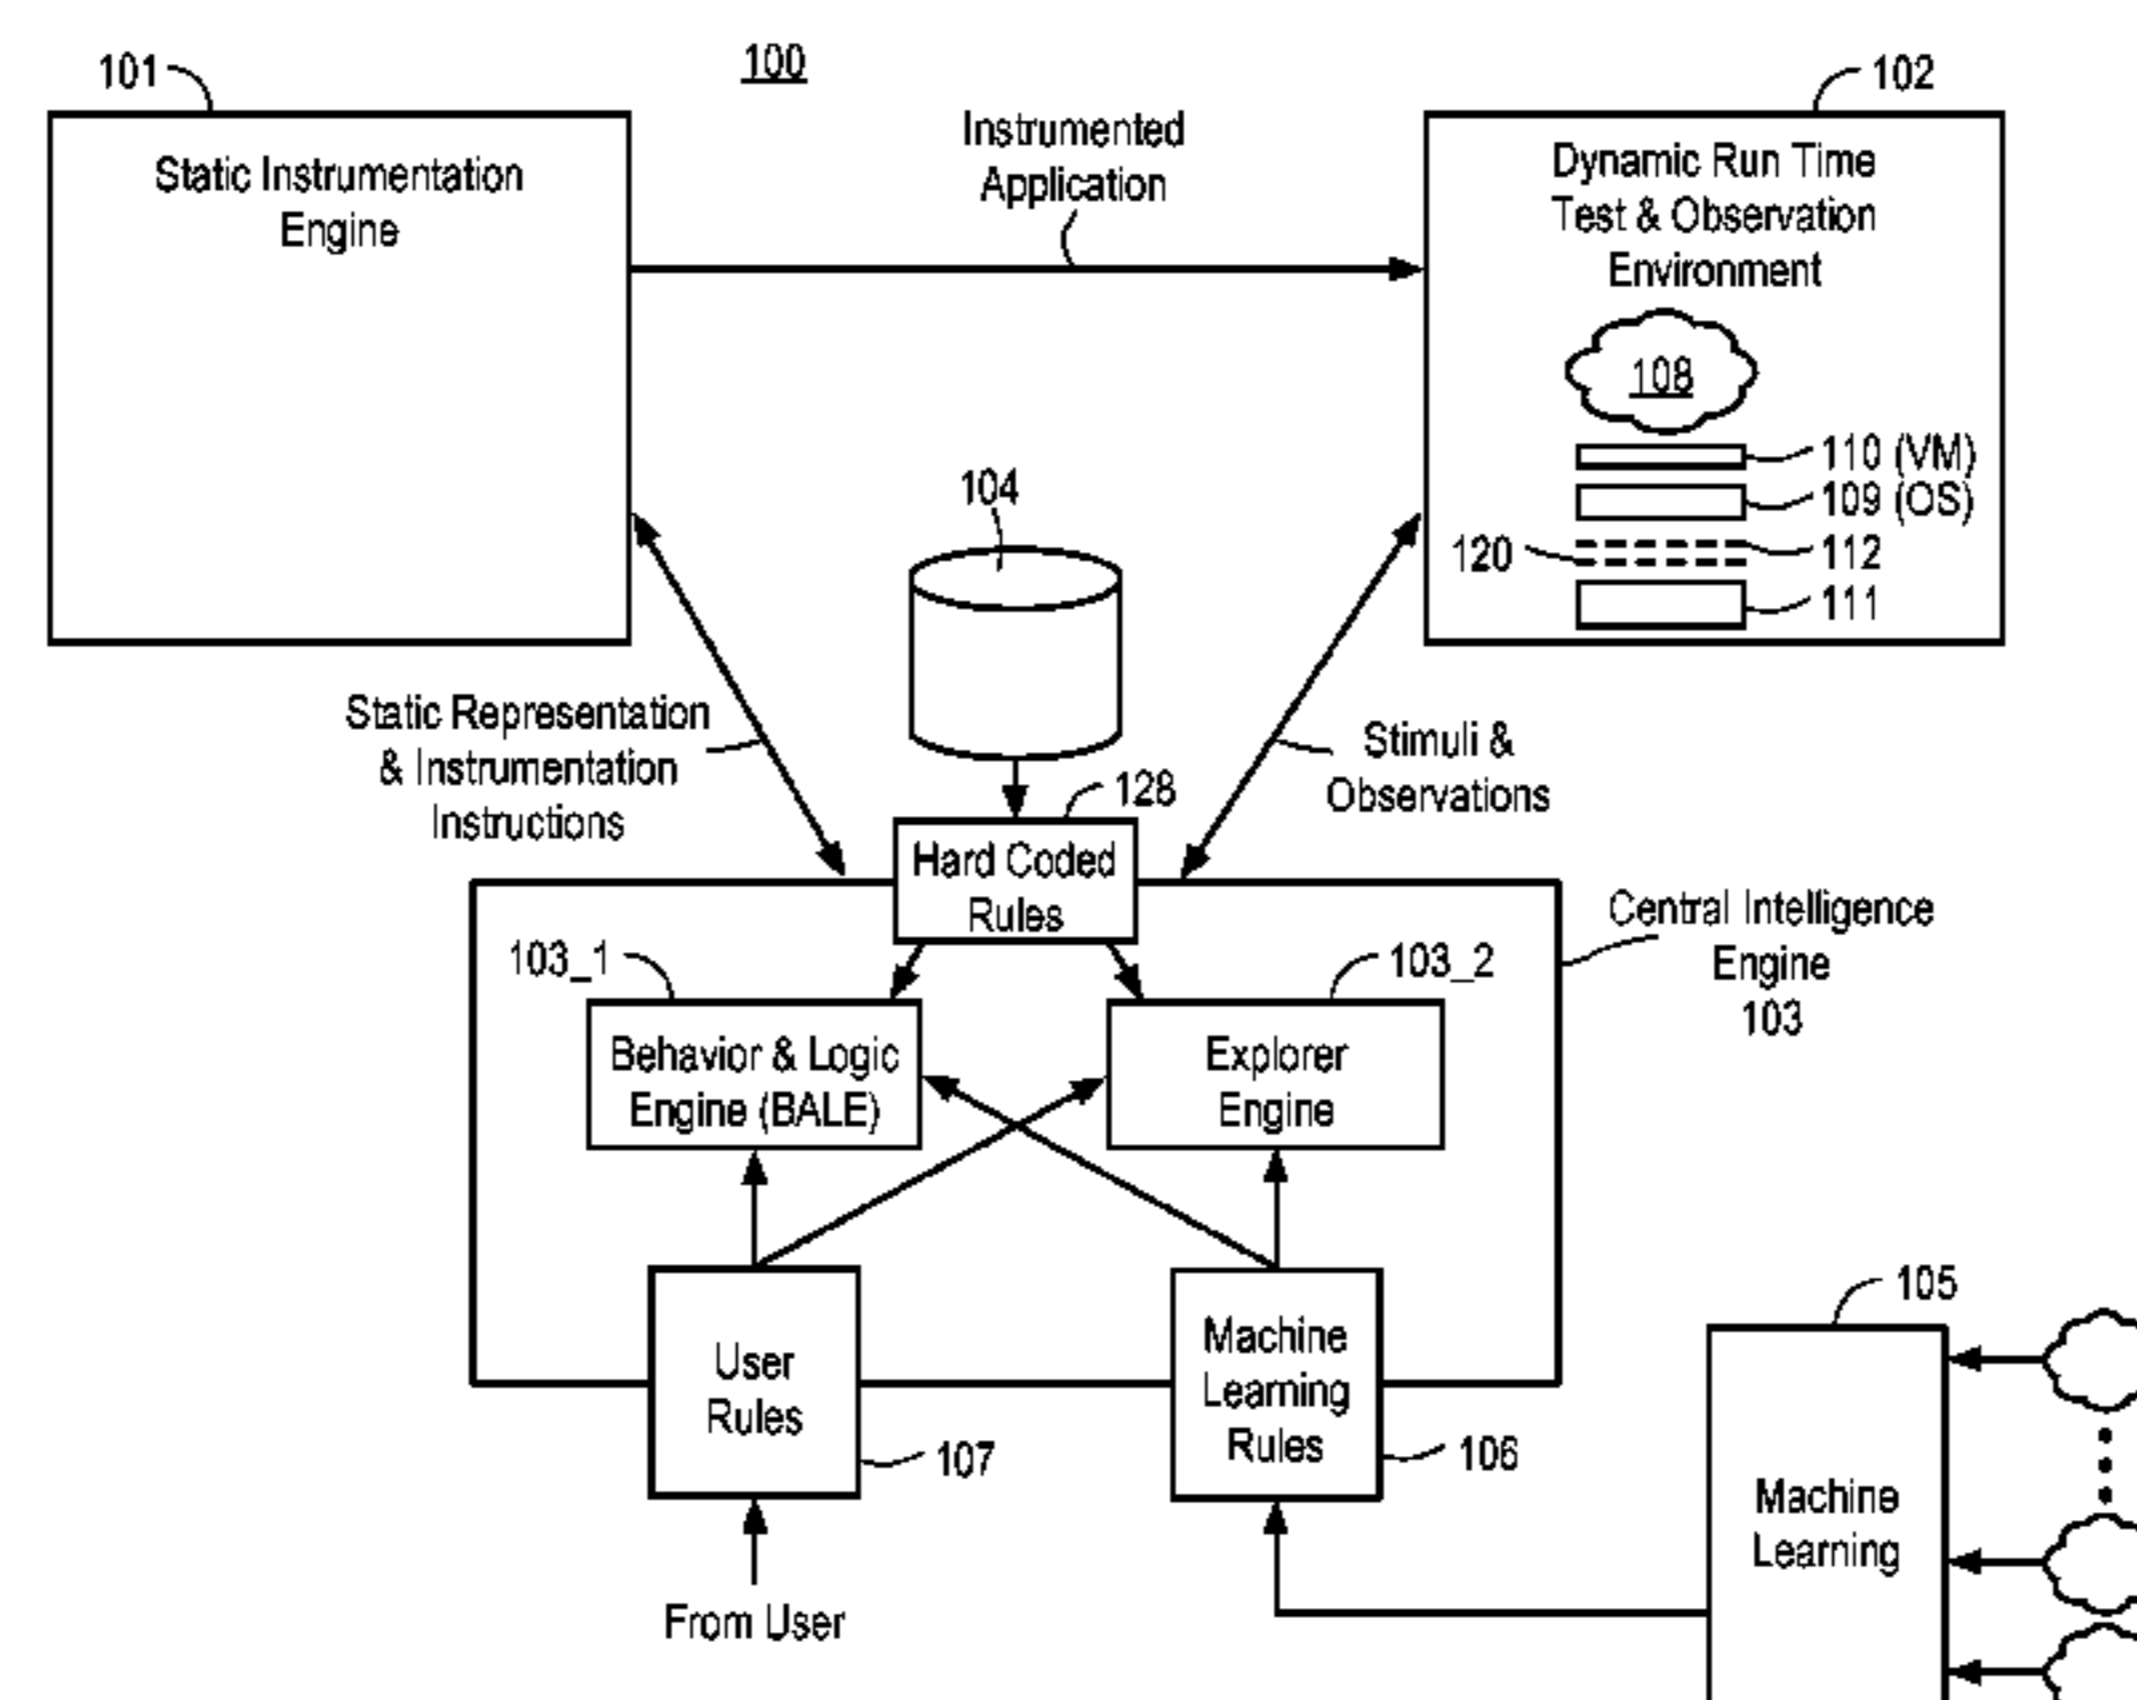 100
101
Static Instrumentation
Engine
Instrumented
Application
102
Dynamic Run Time
Test & Observation
Environment
108
110 (VM)
109 (OS)
120
112
111
104
Static Representation
& Instrumentation
Instructions
Stimuli &
Observations
128
Hard Coded
Rules
Central Intelligence
Engine
103
103_1
Behavior & Logic
Engine (BALE)
103_2
Explorer
Engine
User
Rules
107
From User
Machine
Learning
Rules
106
105
Machine
Learning